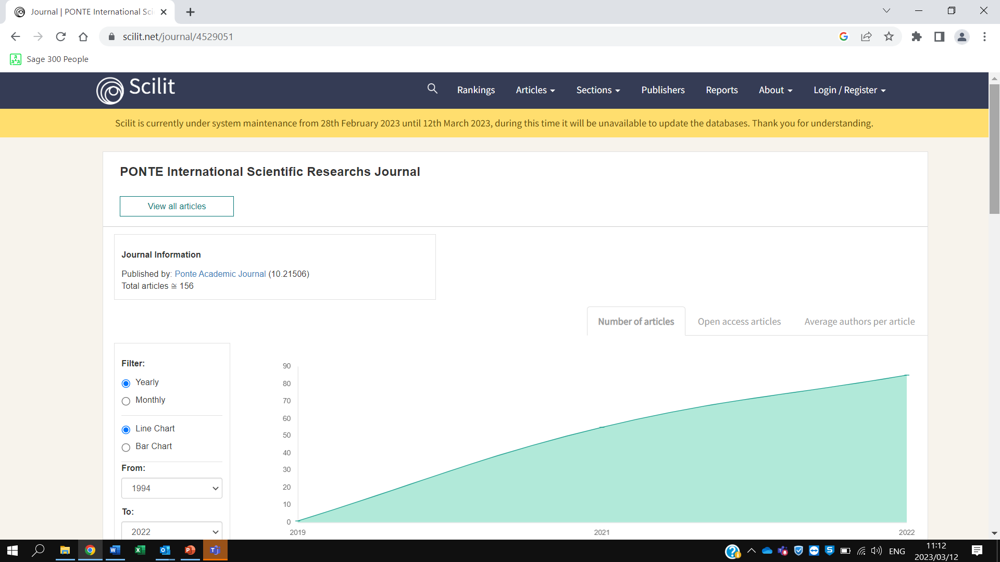 Journal | PONTE International Sci
scilit.net/journal/4529051
Sage 300 People
Scilit
Rankings
Articles
Sections
Publishers
Reports
About
Login / Register
Scilit is currently under system maintenance from 28th February 2023 until 12th March 2023, during this time it will be unavailable to update the databases. Thank you for understanding.
PONTE International Scientific Researchs Journal
View all articles
Journal Information
Published by: Ponte Academic Journal (10.21506)
Total articles ≅ 156
Number of articles
Open access articles
Average authors per article
Filter:
Yearly
Monthly
Line Chart
Bar Chart
From:
1994
To:
2022
90
80
70
60
50
40
30
20
10
0
2019
2021
2022
ENG
11:12
2023/03/12